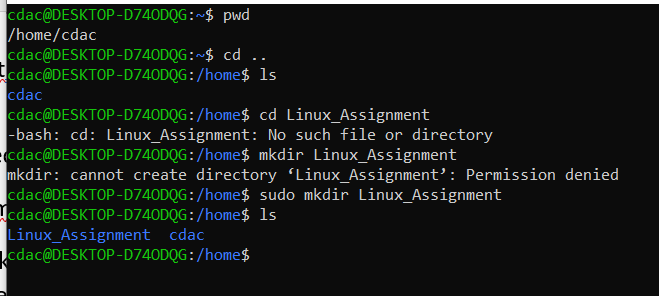 cdac@DESKTOP-D74ODQG:~$ pwd
/home/cdac
cdac@DESKTOP-D74ODQG:~$ cd ..
cdac@DESKTOP-D74ODQG:/home$ ls
cdac
cdac@DESKTOP-D74ODQG:/home$ cd Linux_Assignment
-bash: cd: Linux_Assignment: No such file or directory
cdac@DESKTOP-D74ODQG:/home$ mkdir Linux_Assignment
mkdir: cannot create directory ‘Linux_Assignment’: Permission denied
cdac@DESKTOP-D74ODQG:/home$ sudo mkdir Linux_Assignment
cdac@DESKTOP-D74ODQG:/home$ ls
Linux_Assignment  cdac
cdac@DESKTOP-D74ODQG:/home$